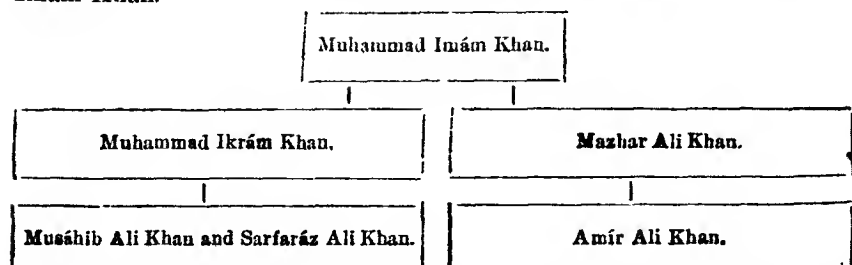 Muhammad Imám Khan.
Muhammad Ikrám Khan. Mazhar Ali Khan.
Musáhib Ali Khan and Sarfaráz Ali Khan. Amír Ali Khan.